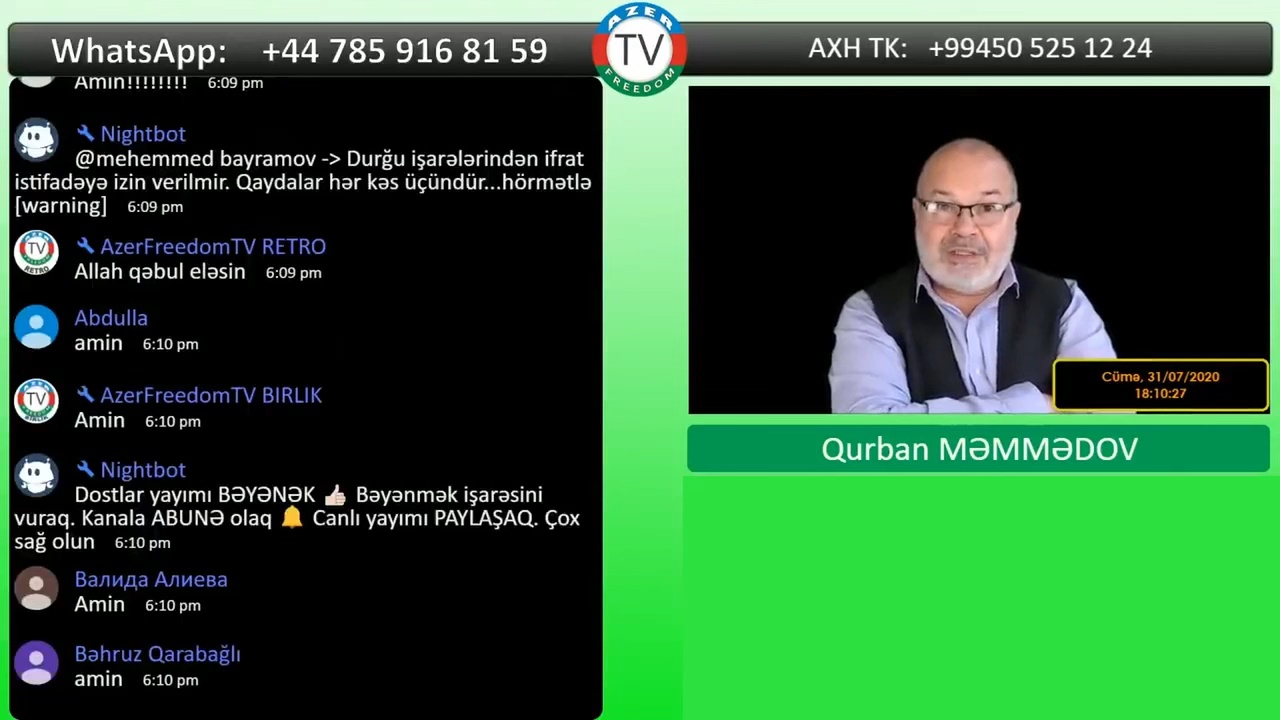 WhatsApp: +44 785 916 81 59
AZER
TV
FREEDOM
AXH TK: +99450 525 12 24
Amin!!!!!!!! 6:09 pm
Nightbot
@mehemmed bayramov -> Durğu işarələrindən ifrat
istifadəyə izin verilmir. Qaydalar hər kəs üçündür...hörmətlə
[warning] 6:09 pm
TV
RETRO
AzerFreedomTV RETRO
Allah qəbul eləsin 6:09 pm
Abdulla
amin 6:10 pm
AZER
TV
BIRLIK
AzerFreedomTV BIRLIK
Amin 6:10 pm
Nightbot
Dostlar yayımı BƏYƏNƏK 👍🏻 Bəyənmək işarəsini
vuraq. Kanala ABUNƏ olaq 🔔 Canlı yayımı PAYLAŞAQ. Çox
sağ olun 6:10 pm
Валида Алиева
Amin 6:10 pm
Bəhruz Qarabağlı
amin 6:10 pm
Cümə, 31/07/2020
18:10:27
Qurban MƏMMƏDOV